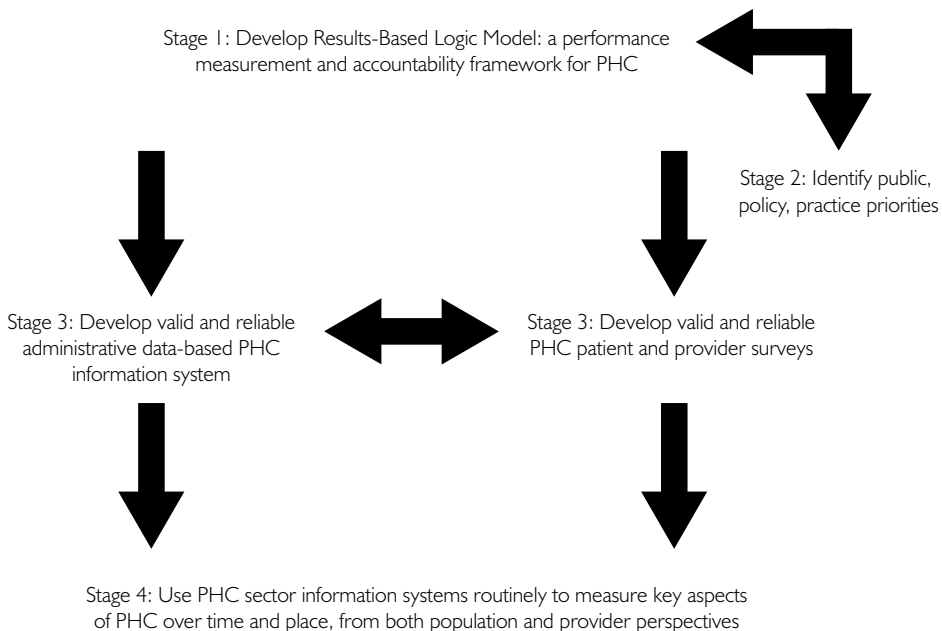 Stage 1: Develop Results-Based Logic Model: a performance
measurement and accountability framework for PHC
Stage 2: Identify public,
policy, practice priorities
Stage 3: Develop valid and reliable
administrative data-based PHC
information system
Stage 3: Develop valid and reliable
PHC patient and provider surveys
Stage 4: Use PHC sector information systems routinely to measure key aspects
of PHC over time and place, from both population and provider perspectives